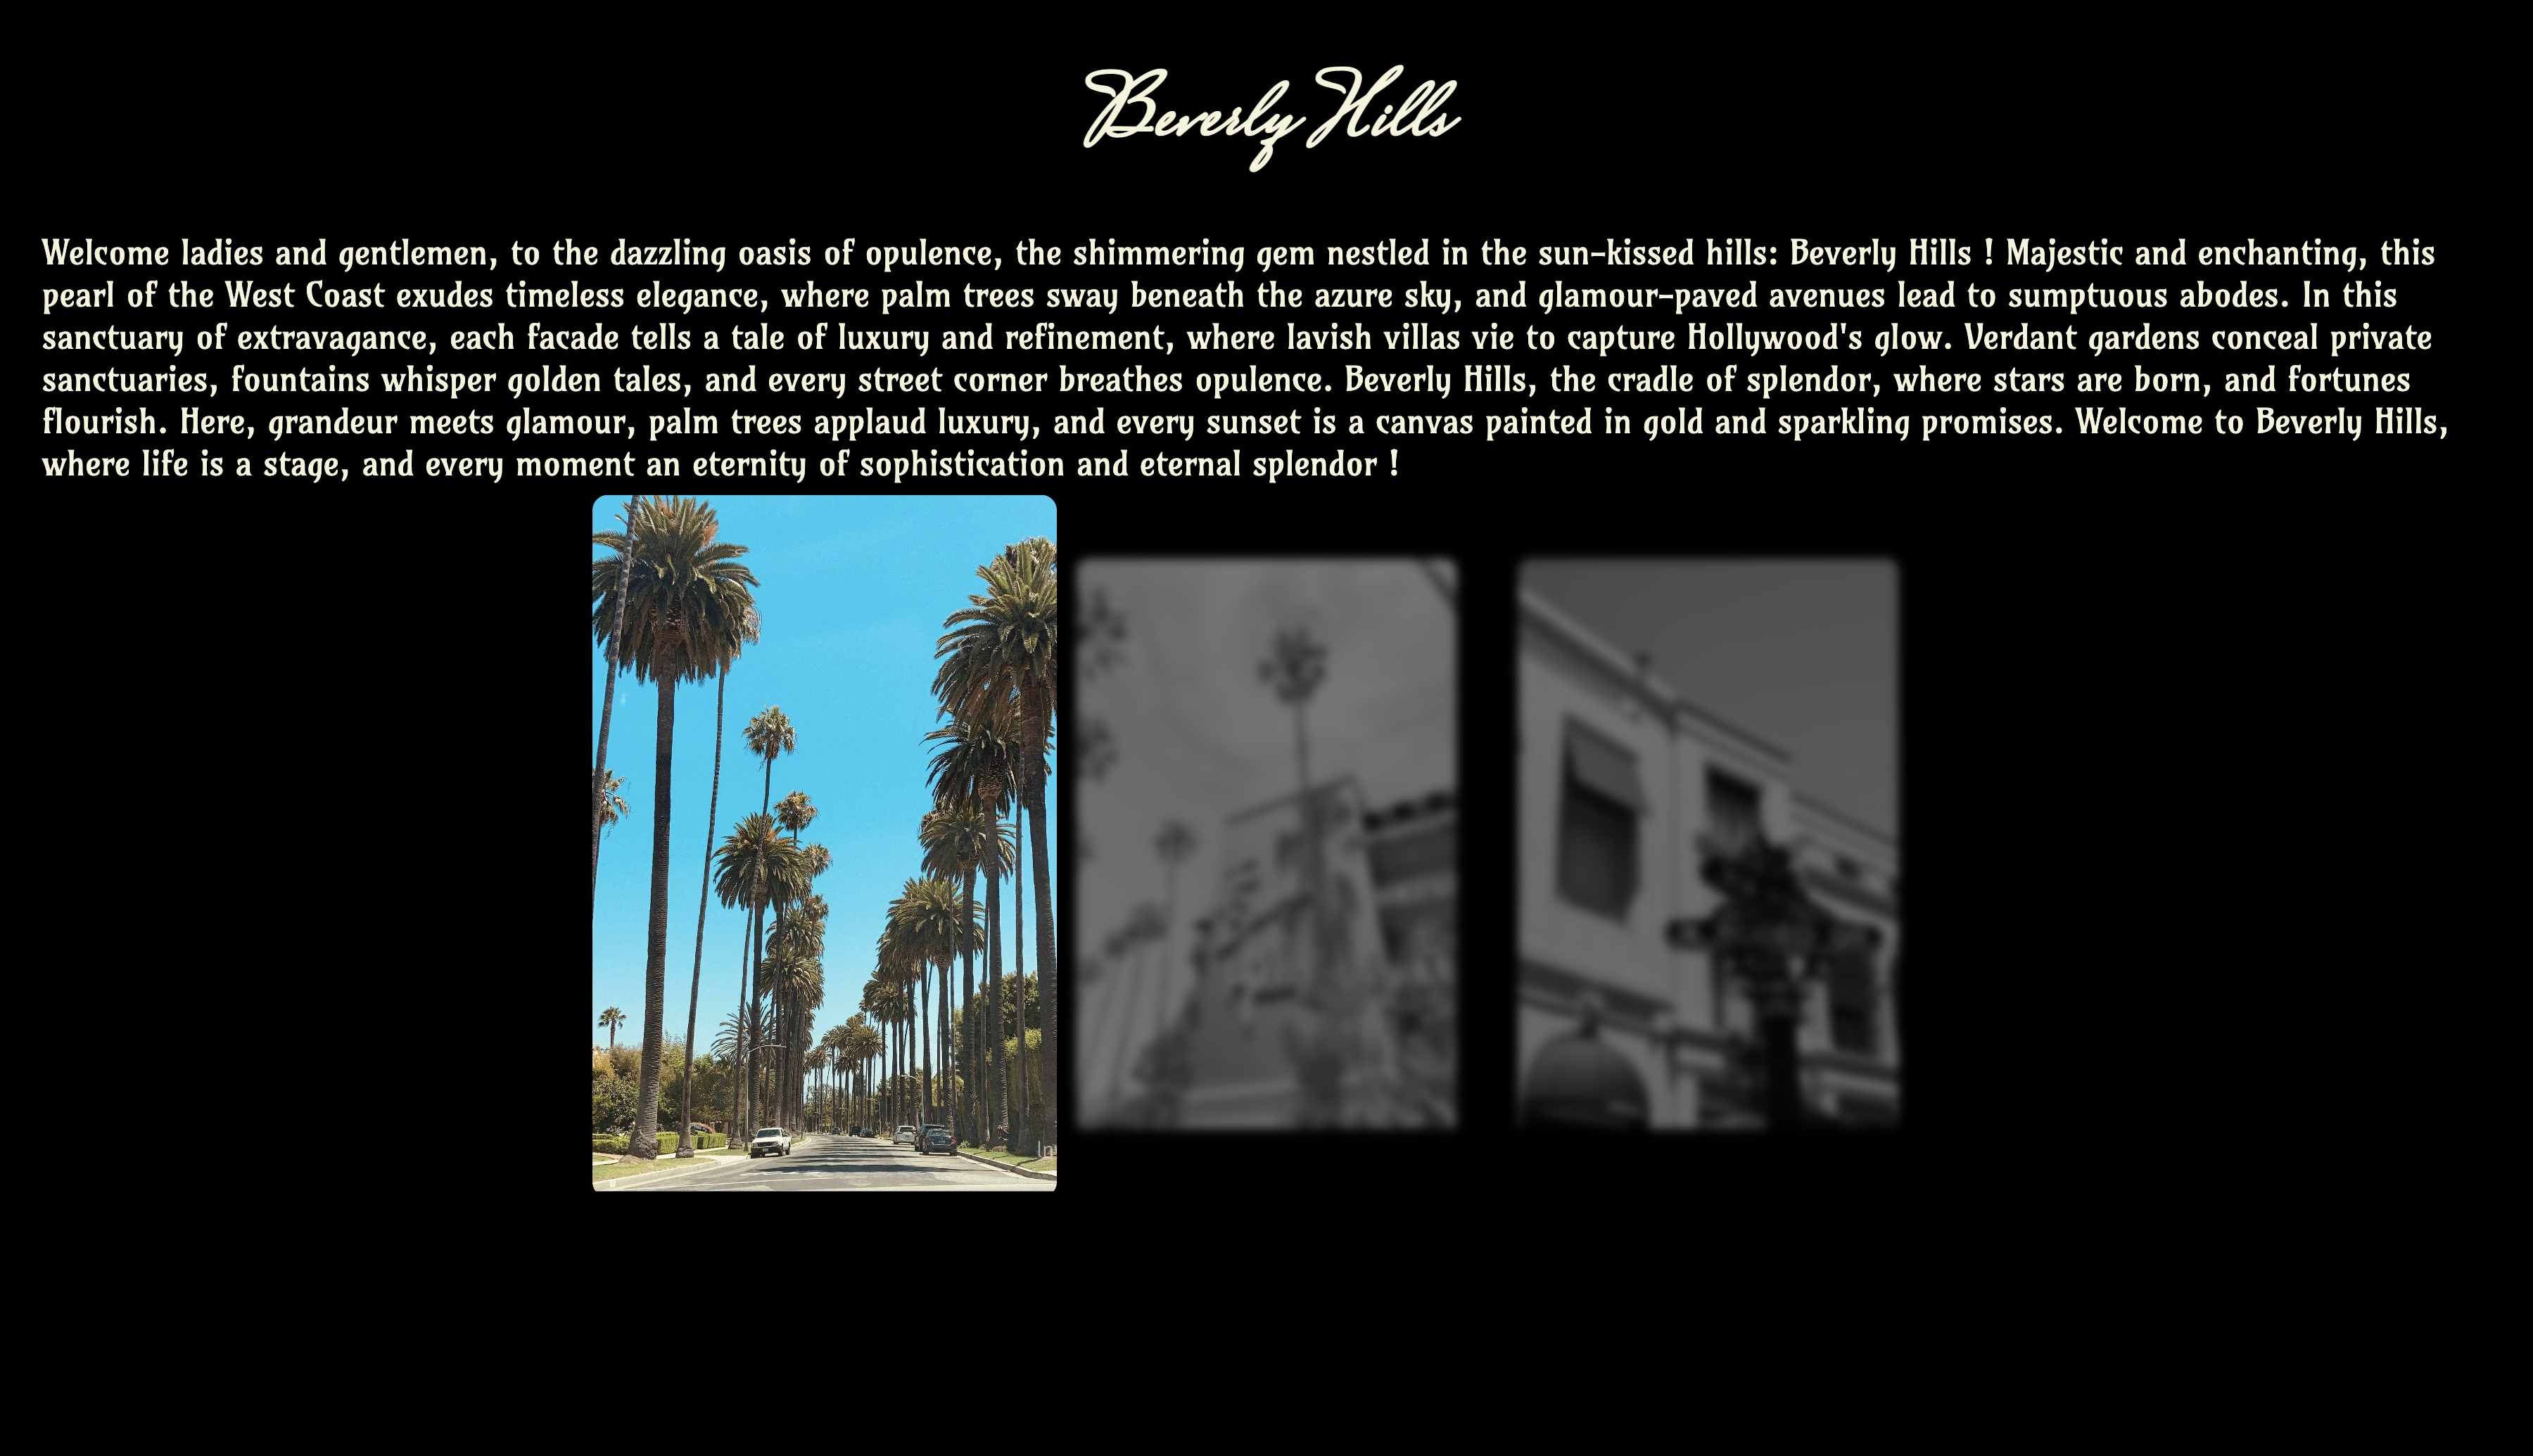 Beverly Hills
Welcome ladies and gentlemen, to the dazzling oasis of opulence, the shimmering gem nestled in the sun-kissed hills: Beverly Hills ! Majestic and enchanting, this
pearl of the West Coast exudes timeless elegance, where palm trees sway beneath the azure sky, and glamour-paved avenues lead to sumptuous abodes. In this
sanctuary of extravagance, each facade tells a tale of luxury and refinement, where lavish villas vie to capture Hollywood's glow. Verdant gardens conceal private
sanctuaries, fountains whisper golden tales, and every street corner breathes opulence. Beverly Hills, the cradle of splendor, where stars are born, and fortunes
flourish. Here, grandeur meets glamour, palm trees applaud luxury, and every sunset is a canvas painted in gold and sparkling promises. Welcome to Beverly Hills,
where life is a stage, and every moment an eternity of sophistication and eternal splendor !